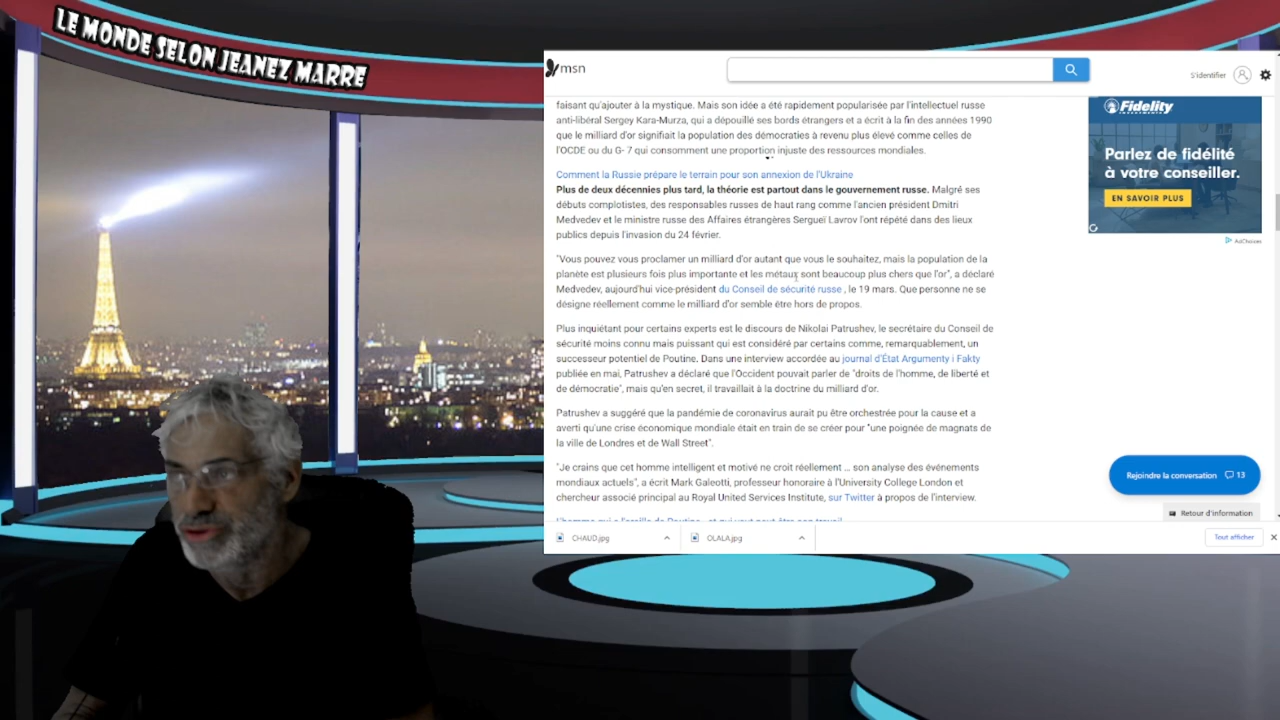 LE MONDE SELON JEANEZ MARRE
msn
S'identifier
faisant qu'ajouter à la mystique. Mais son idée a été rapidement popularisée par l'intellectuel russe
anti-libéral Sergey Kara-Murza, qui a dépouillé ses bords étrangers et a écrit à la fin des années 1990
que le milliard d'or signifiait la population des démocraties à revenu plus élevé comme celles de
l'OCDE ou du G- 7 qui consomment une proportion injuste des ressources mondiales.
Comment la Russie prépare le terrain pour son annexion de l'Ukraine
Plus de deux décennies plus tard, la théorie est partout dans le gouvernement russe. Malgré ses
débuts complotistes, des responsables russes de haut rang comme l'ancien président Dmitri
Medvedev et le ministre russe des Affaires étrangères Sergueï Lavrov l'ont répété dans des lieux
publics depuis l'invasion du 24 février.
"Vous pouvez vous proclamer un milliard d'or autant que vous le souhaitez, mais la population de la
planète est plusieurs fois plus importante et les métaux sont beaucoup plus chers que l'or", a déclaré
Medvedev, aujourd'hui vice-président du Conseil de sécurité russe , le 19 mars. Que personne ne se
désigne réellement comme le milliard d'or semble être hors de propos.
Plus inquiétant pour certains experts est le discours de Nikolai Patrushev, le secrétaire du Conseil de
sécurité moins connu mais puissant qui est considéré par certains comme, remarquablement, un
successeur potentiel de Poutine. Dans une interview accordée au journal d'État Argumenty i Fakty
publiée en mai, Patrushev a déclaré que l'Occident pouvait parler de "droits de l'homme, de liberté et
de démocratie", mais qu'en secret, il travaillait à la doctrine du milliard d'or.
Patrushev a suggéré que la pandémie de coronavirus aurait pu être orchestrée pour la cause et a
averti qu'une crise économique mondiale était en train de se créer pour "une poignée de magnats de
la ville de Londres et de Wall Street".
"Je crains que cet homme intelligent et motivé ne croit réellement ... son analyse des événements
mondiaux actuels", a écrit Mark Galeotti, professeur honoraire à l'University College London et
chercheur associé principal au Royal United Services Institute, sur Twitter à propos de l'interview.
Fidelity
INVESTMENTS
Parlez de fidélité
à votre conseiller.
EN SAVOIR PLUS
AdChoices
Rejoindre la conversation 13
Retour d'information
CHAUD.jpg
OLALA.jpg
Tout afficher